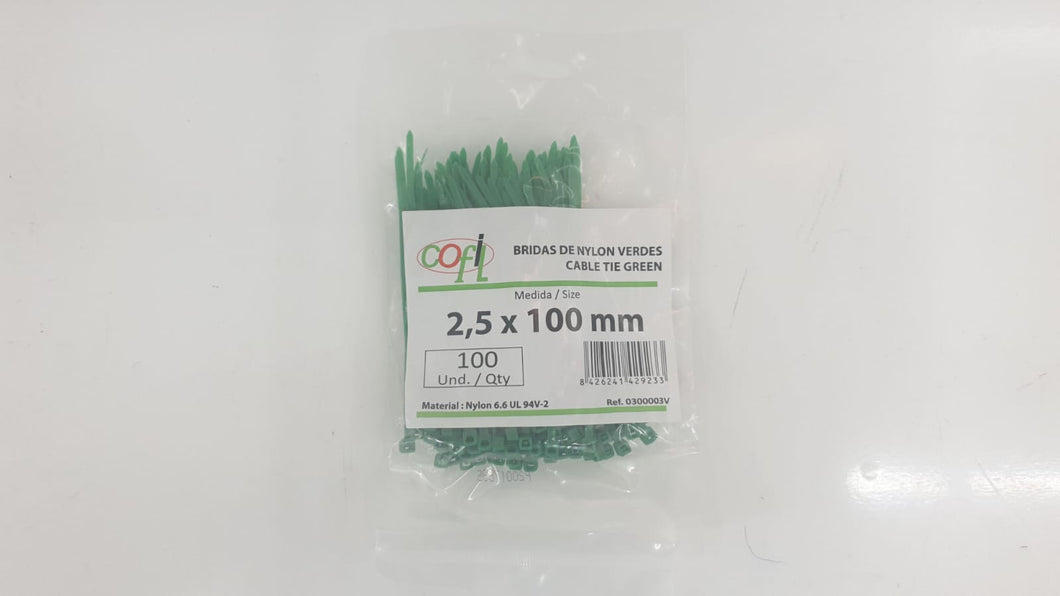 cofil
BRIDAS DE NYLON VERDES
CABLE TIE GREEN
Medida / Size
2,5 x 100 mm
100
Und. / Qty
8 426241 429233
Material : Nylon 6.6 UL 94V-2
Ref. 0300003V